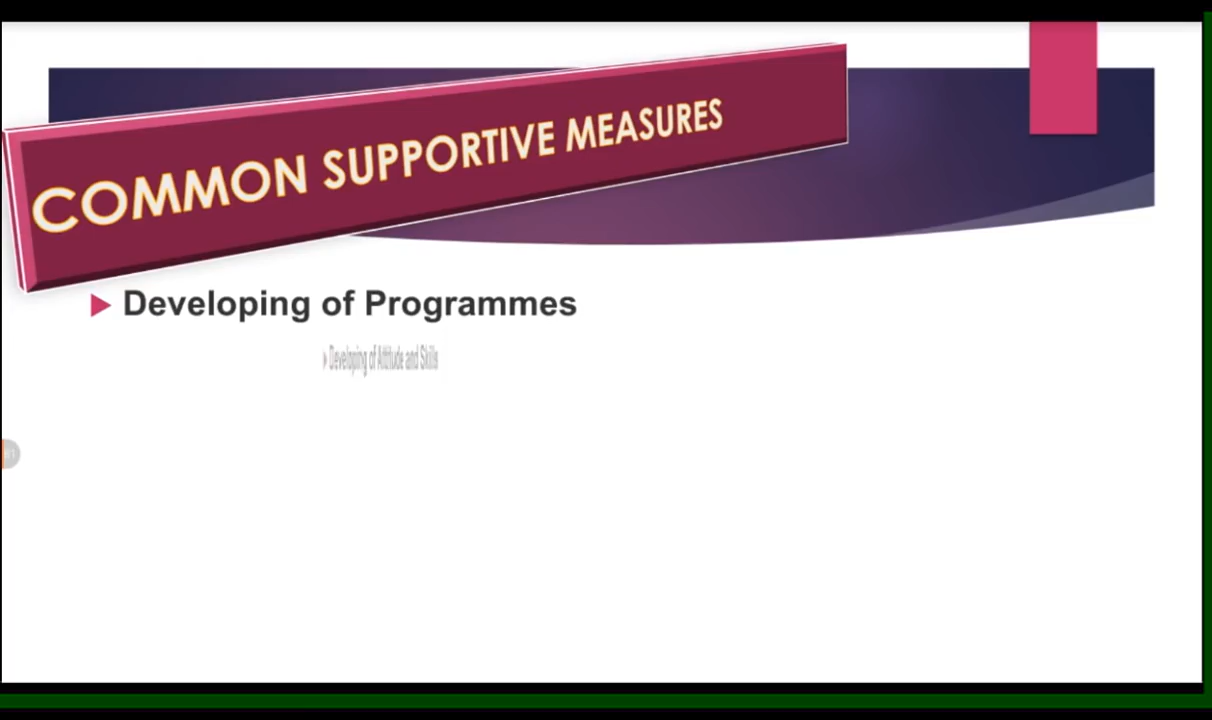 COMMON SUPPORTIVE MEASURES
Developing of Programmes
Developing of Attitude and Skills